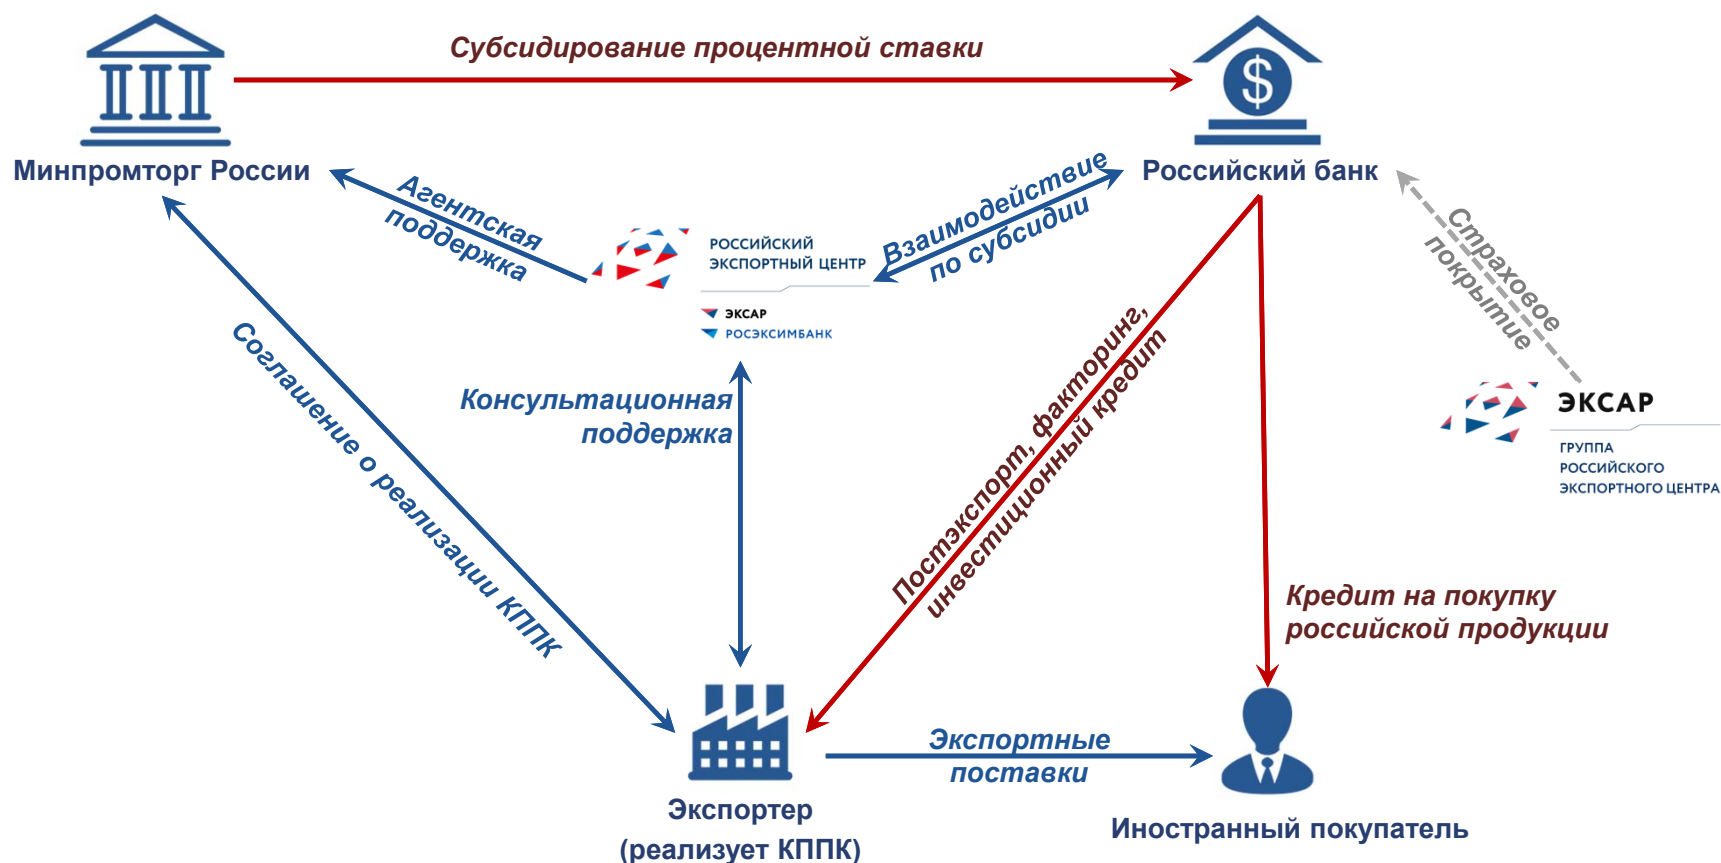 Субсидирование процентной ставки
$
Минпромторг России
Российский банк
Агентская
поддержка
РОССИЙСКИЙ
ЭКСПОРТНЫЙ ЦЕНТР
ЭКСАР
РОСЭКСИМБАНК
Взаимодействие
по субсидии
Страховое
покрытие
Соглашение о реализации КППК
Консультационная
поддержка
Постэкспорт, факторинг,
инвестиционный кредит
ЭКСАР
ГРУППА
РОССИЙСКОГО
ЭКСПОРТНОГО ЦЕНТРА
Кредит на покупку
российской продукции
Экспортные
поставки
Экспортер
(реализует КППК)
Иностранный покупатель